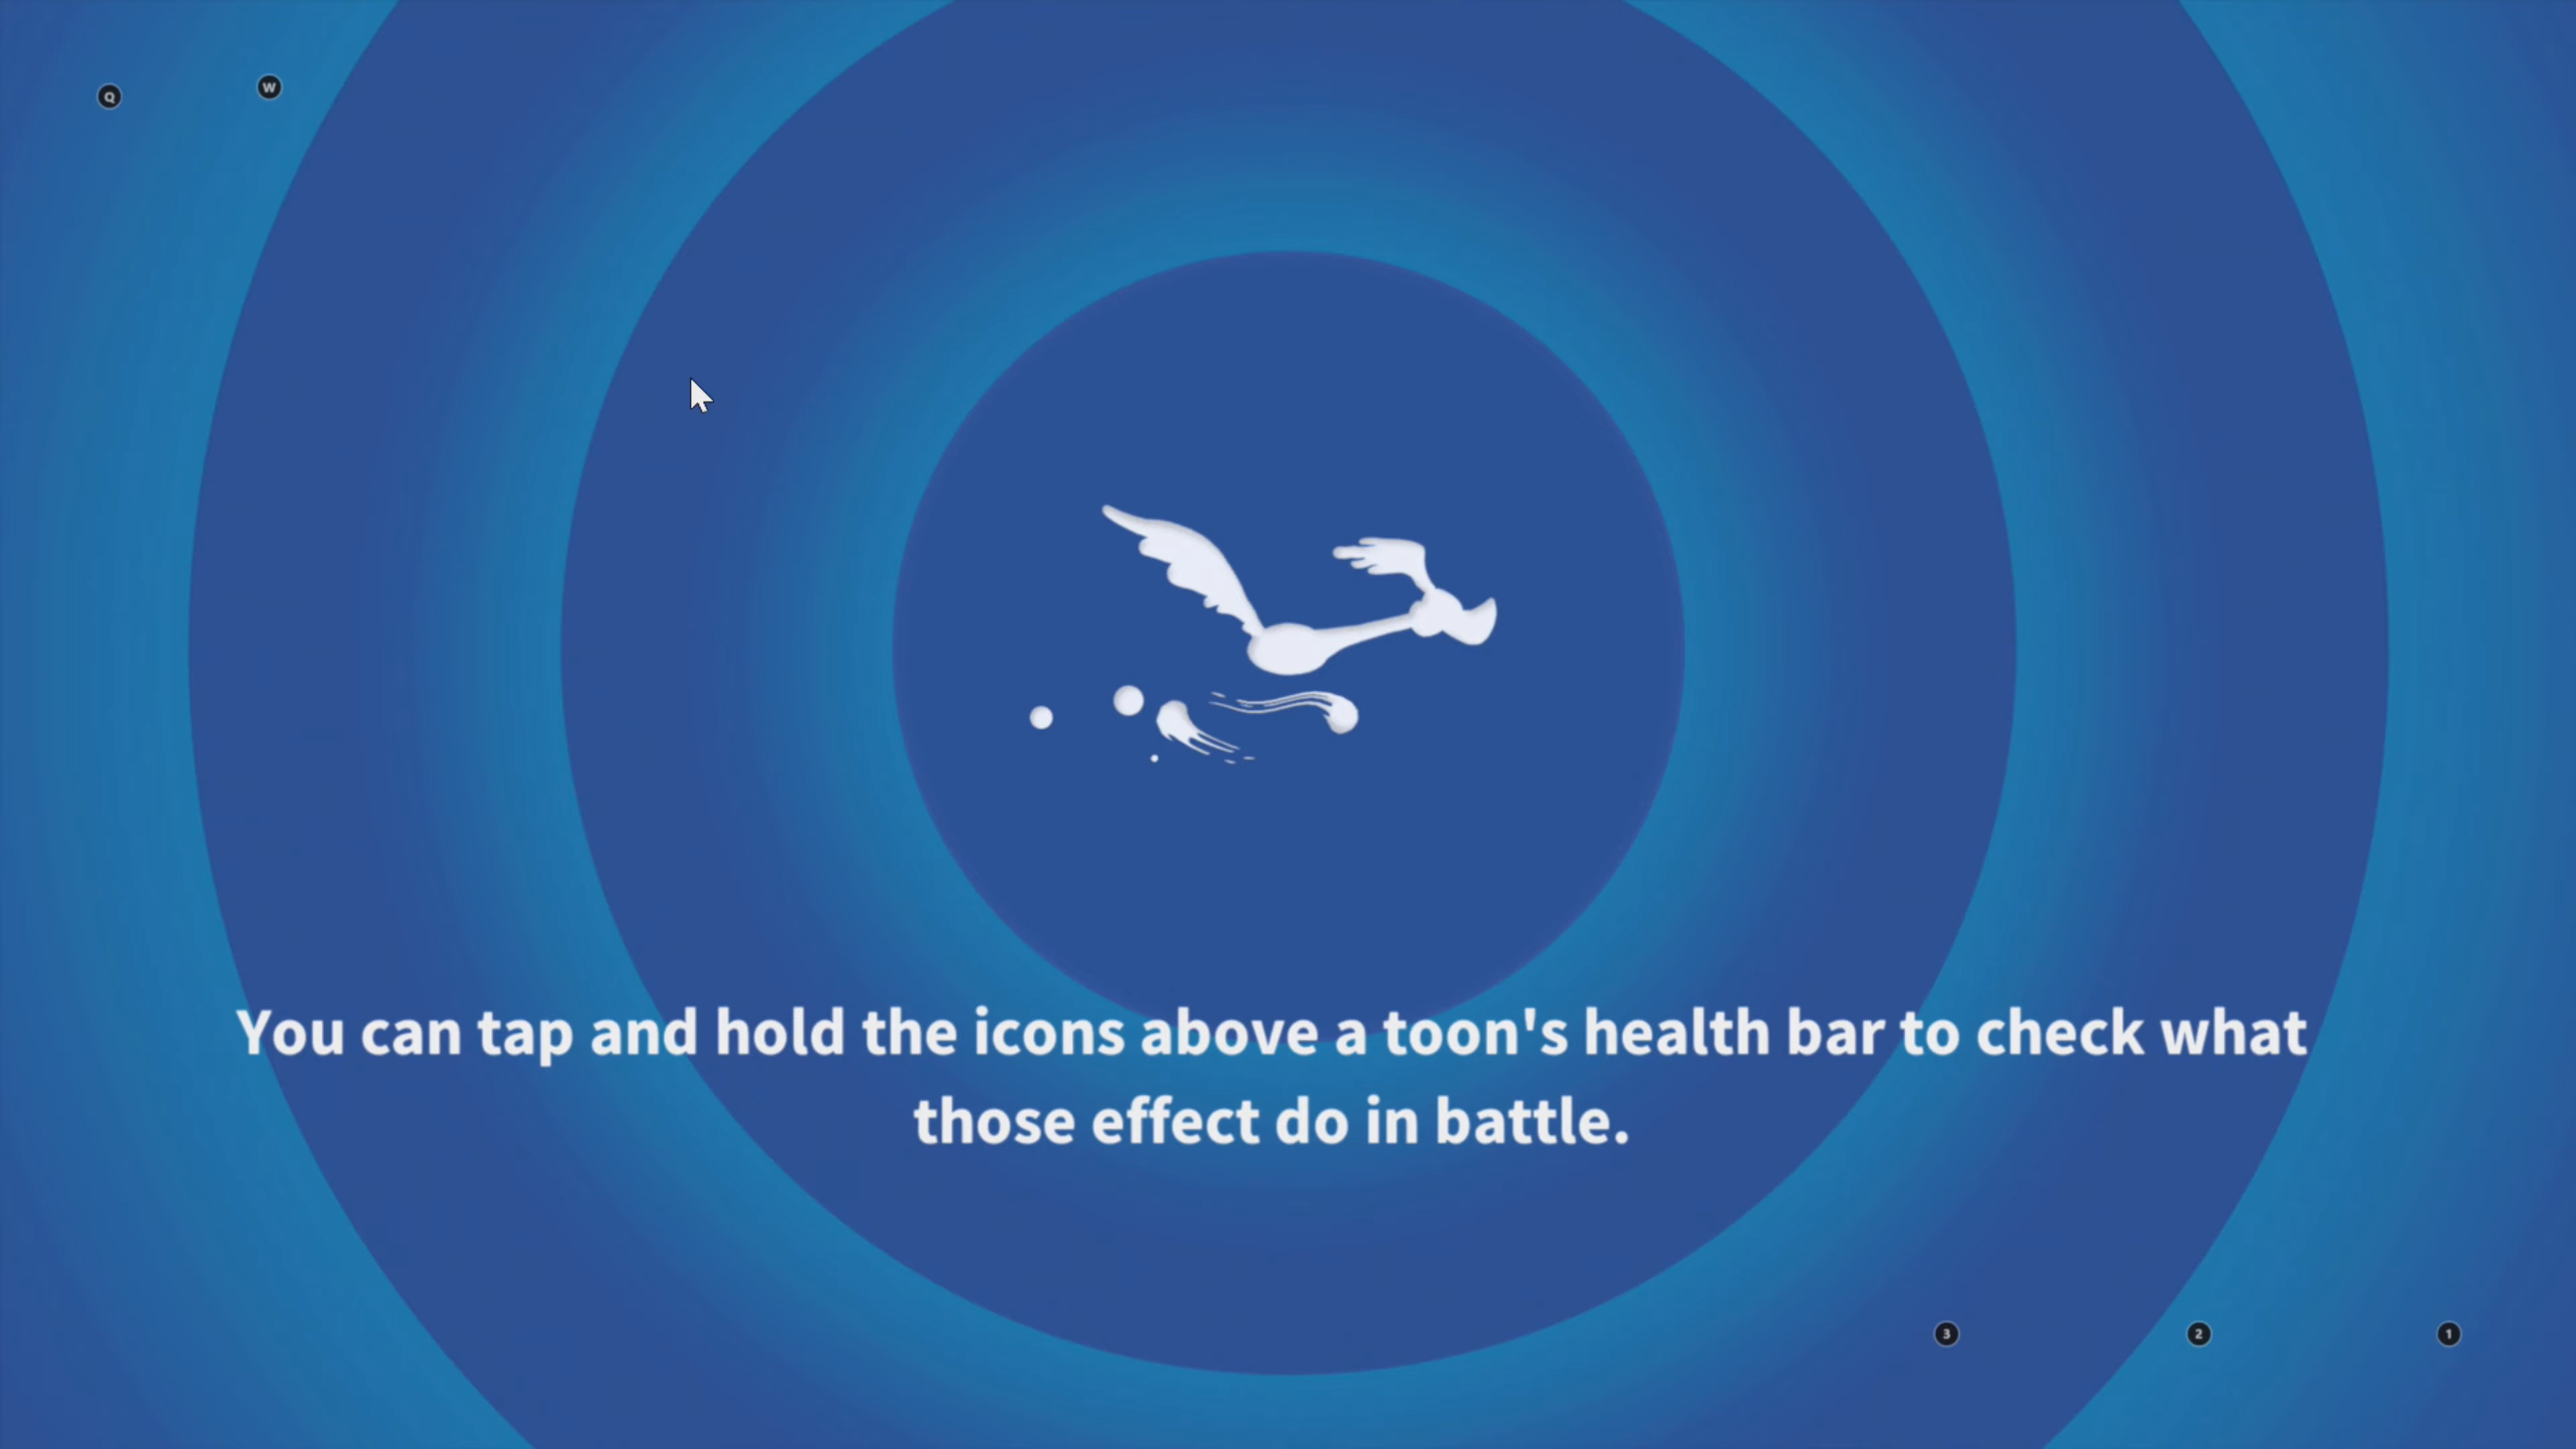 Q
W
You can tap and hold the icons above a toon's health bar to check what
those effect do in battle.
3
2
1